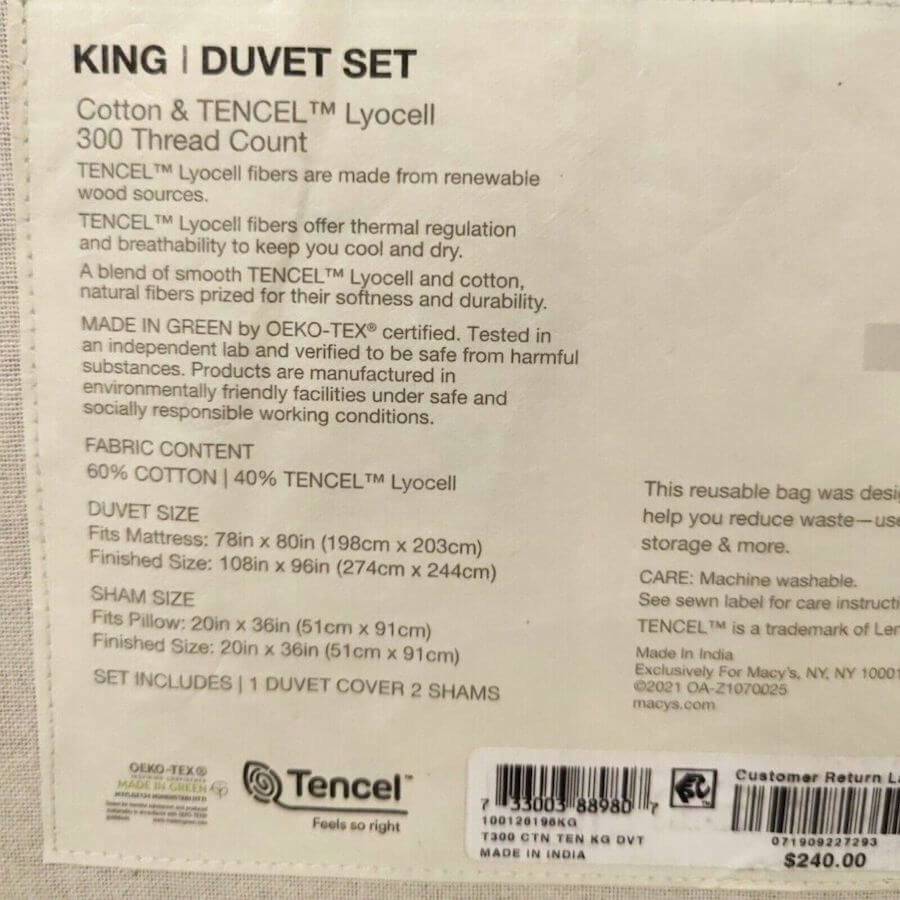 KING | DUVET SET
Cotton & TENCEL™ Lyocell
300 Thread Count
TENCEL™ Lyocell fibers are made from renewable
wood sources.
TENCEL™ Lyocell fibers offer thermal regulation
and breathability to keep you cool and dry.
A blend of smooth TENCEL™ Lyocell and cotton,
natural fibers prized for their softness and durability.
MADE IN GREEN by OEKO-TEX® certified. Tested in
an independent lab and verified to be safe from harmful
substances. Products are manufactured in
environmentally friendly facilities under safe and
socially responsible working conditions.
FABRIC CONTENT
60% COTTON | 40% TENCEL™ Lyocell
DUVET SIZE
Fits Mattress: 78in x 80in (198cm x 203cm)
Finished Size: 108in x 96in (274cm x 244cm)
SHAM SIZE
Fits Pillow: 20in x 36in (51cm x 91cm)
Finished Size: 20in x 36in (51cm x 91cm)
SET INCLUDES | 1 DUVET COVER 2 SHAMS
This reusable bag was desi
help you reduce waste—use
storage & more.
CARE: Machine washable.
See sewn label for care instructi
TENCEL™ is a trademark of Len
Made In India
Exclusively For Macy's, NY, NY 10001
©2021 OA-Z1070025
macys.com
OEKO-TEX®
MADE IN GREEN
Tencel™
Feels so right
7 33003 88980 7
100126196KG
T300 CTN TEN KG DVT
MADE IN INDIA
Customer Return La
071909227293
$240.00